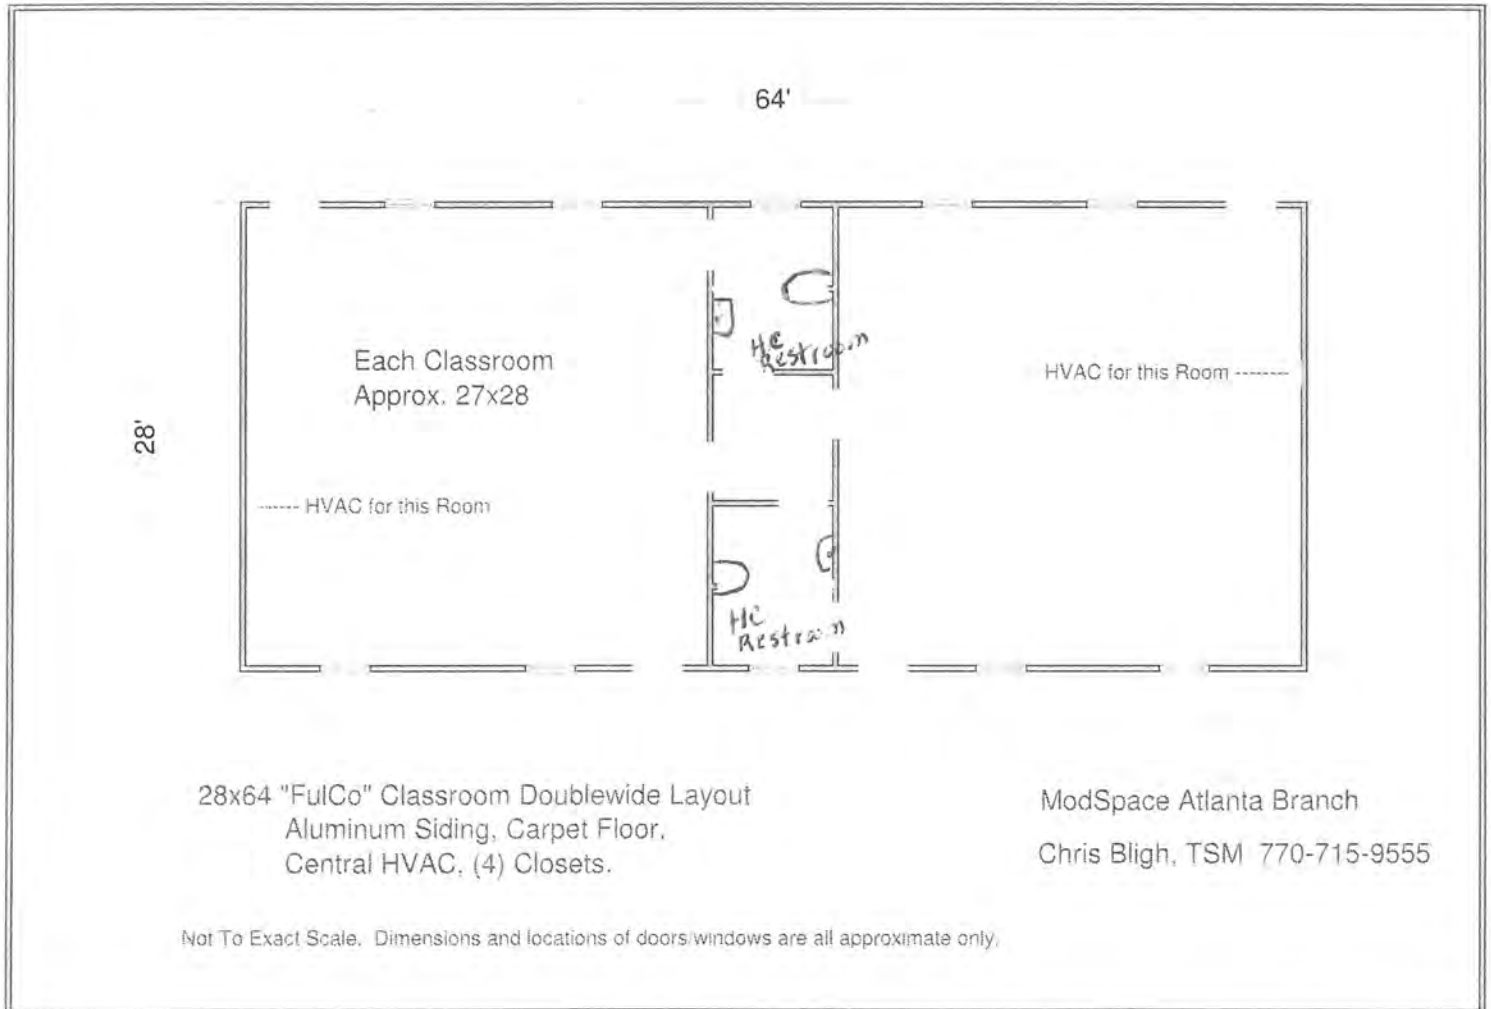 64'
HC
Restroom
Each Classroom
Approx. 27x28
HVAC for this Room
28'
HVAC for this Room
HC
Restroom
28x64 "FulCo" Classroom Doublewide Layout
Aluminum Siding, Carpet Floor,
Central HVAC, (4) Closets.
ModSpace Atlanta Branch
Chris Bligh, TSM 770-715-9555
Not To Exact Scale. Dimensions and locations of doors/windows are all approximate only.